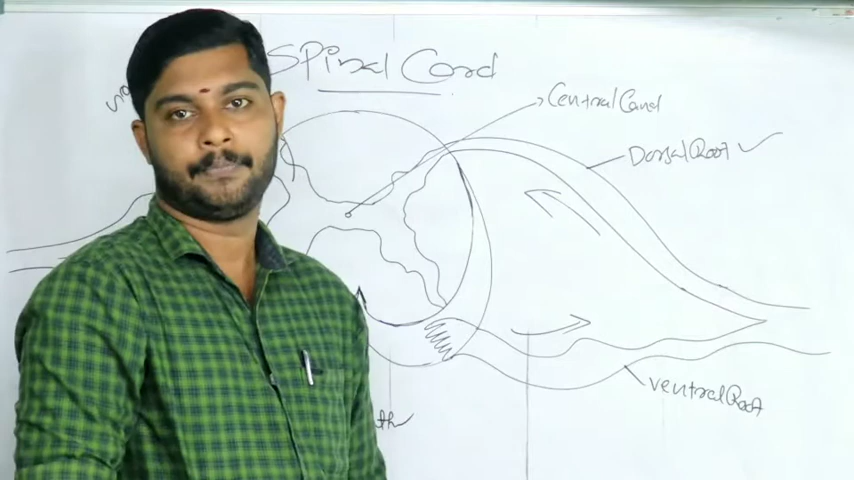 Spinal Cord
Central Canal
Dorsal Root
Ventral Root